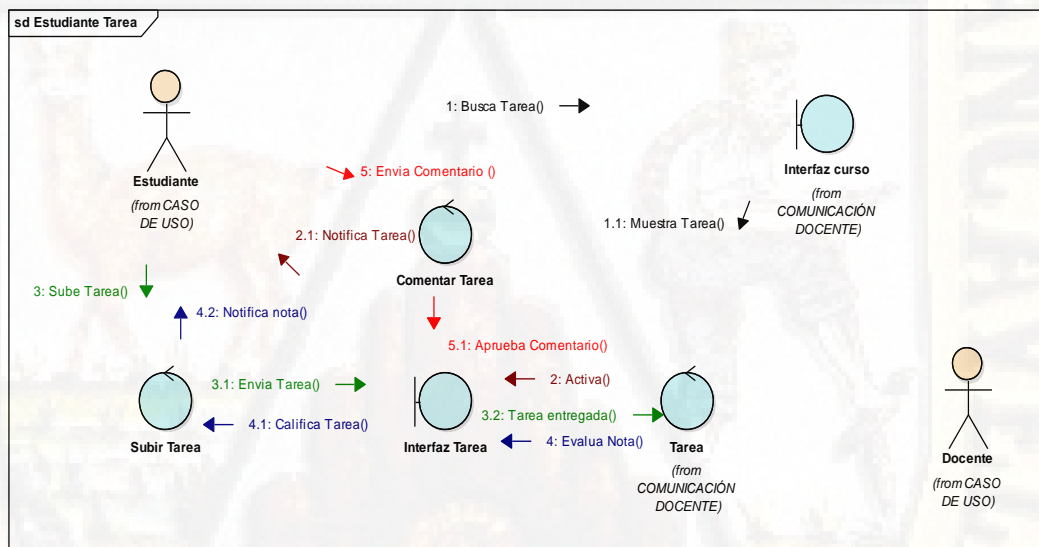 sd Estudiante Tarea
1: Busca Tarea()
Interfaz curso
(from
COMUNICACIÓN
DOCENTE)
Estudiante
(from CASO
DE USO)
5: Envia Comentario ()
1.1: Muestra Tarea()
2.1: Notifica Tarea()
Comentar Tarea
3: Sube Tarea()
4.2: Notifica nota()
5.1: Aprueba Comentario()
3.1: Envia Tarea()
2: Activa()
3.2: Tarea entregada()
4.1: Califica Tarea()
4: Evalua Nota()
Subir Tarea
Interfaz Tarea
Tarea
(from
COMUNICACIÓN
DOCENTE)
Docente
(from CASO
DE USO)